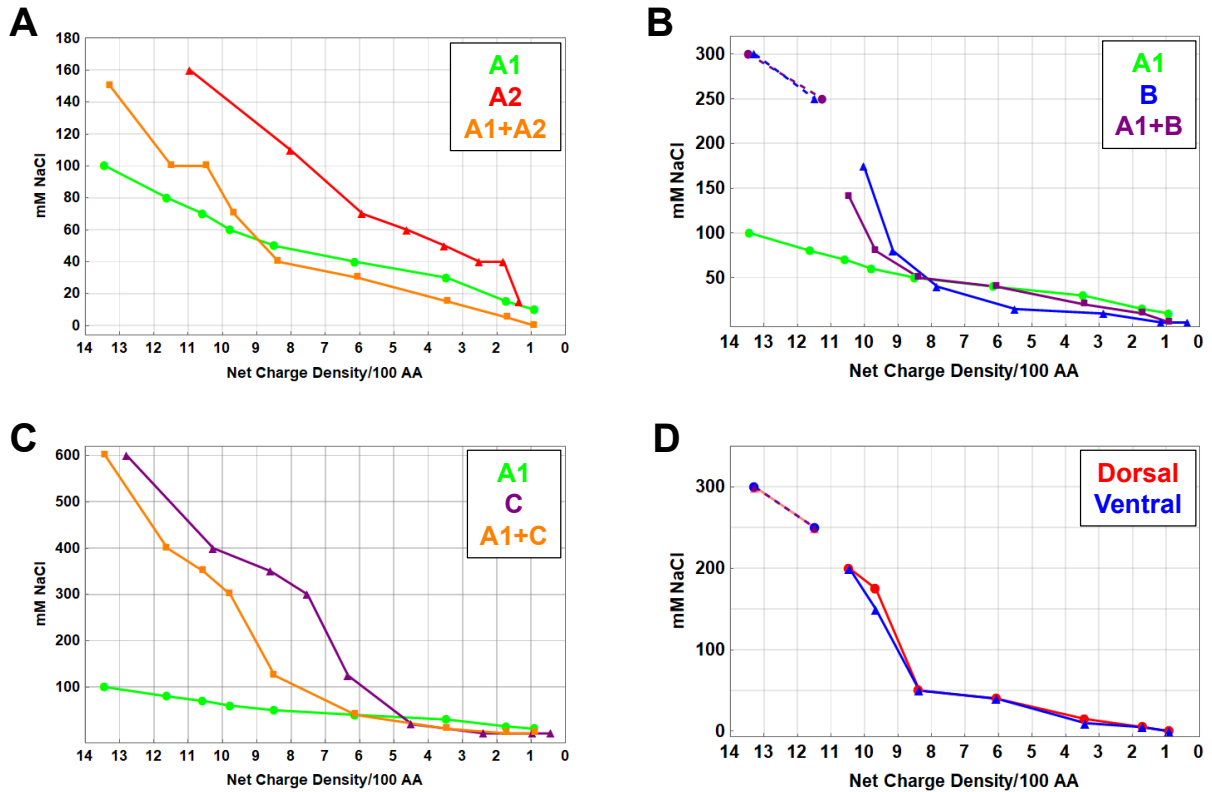 A
180
160
140
120
100
80
60
40
20
0
mM NaCl
A1
A2
A1+A2
14 13 12 11 10 9 8 7 6 5 4 3 2 1 0
Net Charge Density/100 AA
B
300
250
200
150
100
50
mM NaCl
A1
B
A1+B
14 13 12 11 10 9 8 7 6 5 4 3 2 1 0
Net Charge Density/100 AA
C
600
500
400
300
200
100
mM NaCl
A1
C
A1+C
14 13 12 11 10 9 8 7 6 5 4 3 2 1 0
Net Charge Density/100 AA
D
300
200
100
0
mM NaCl
Dorsal
Ventral
14 13 12 11 10 9 8 7 6 5 4 3 2 1 0
Net Charge Density/100 AA